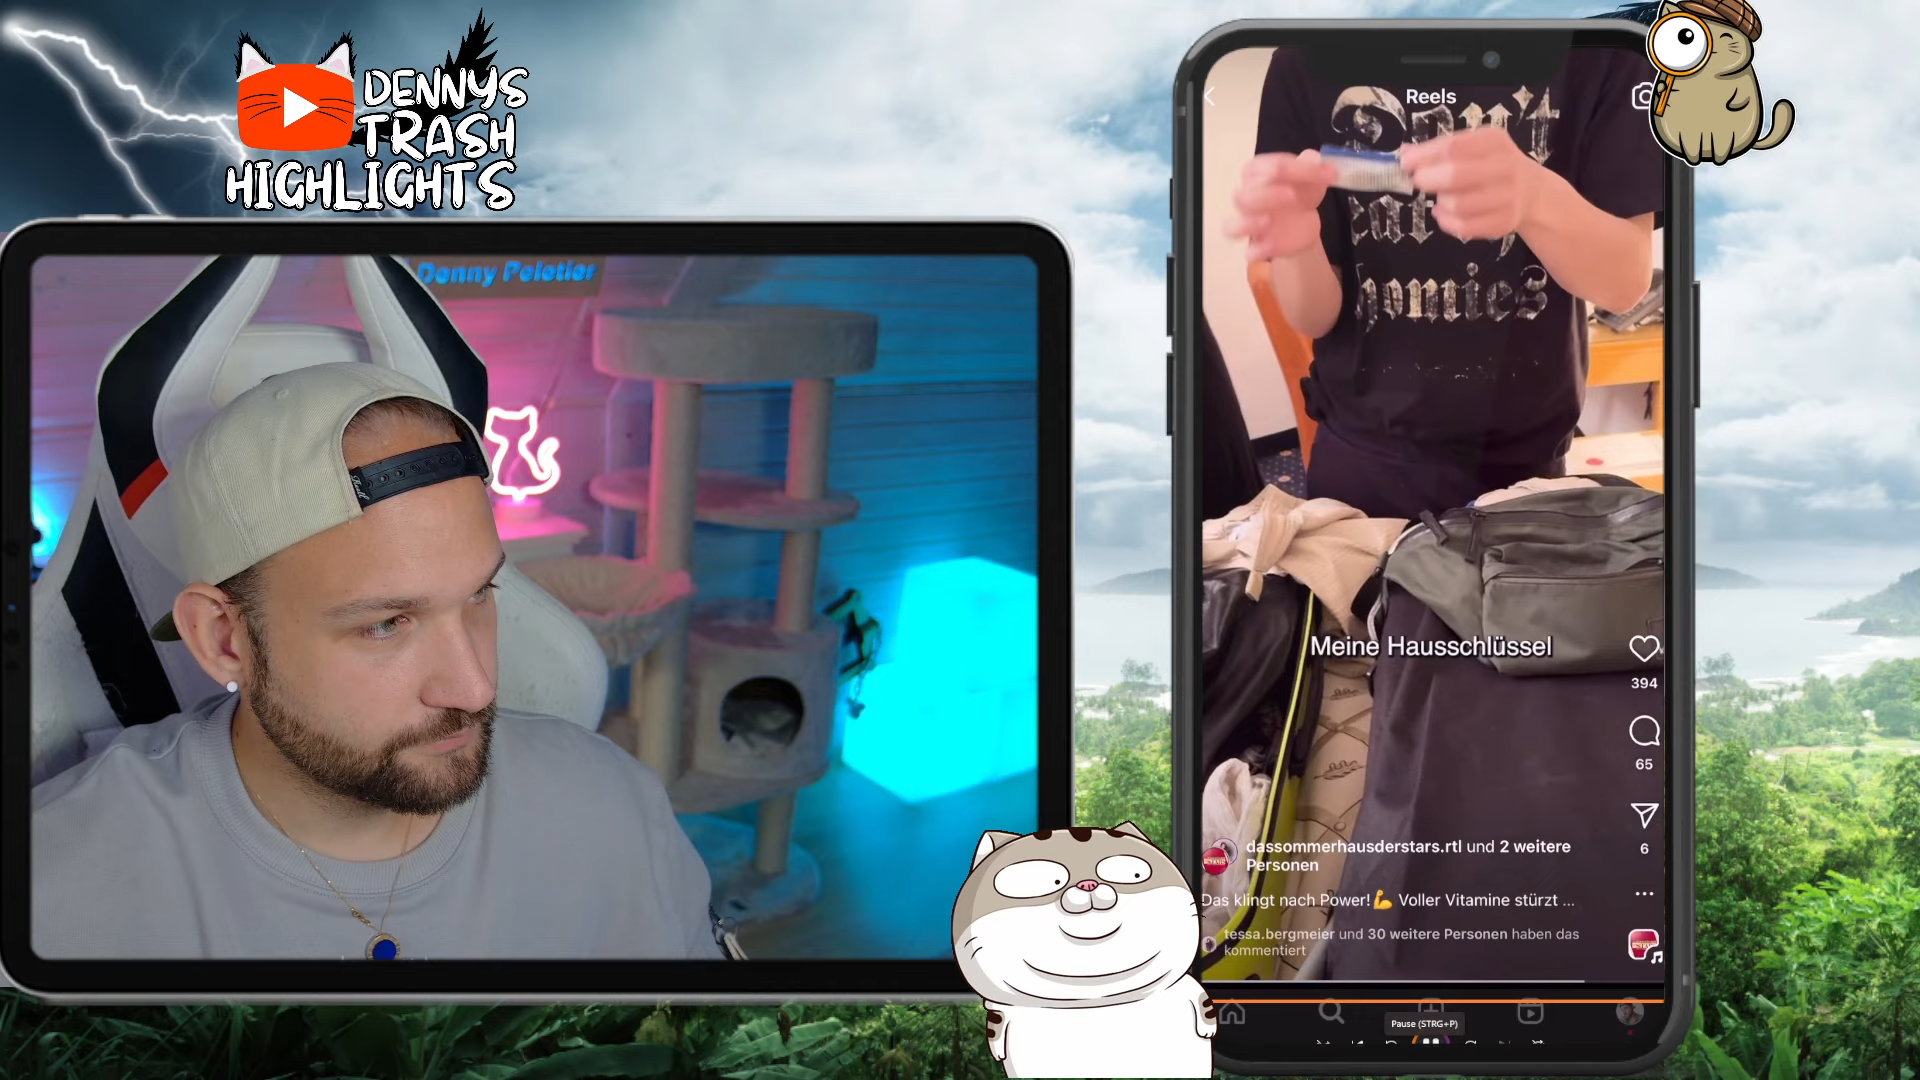 DENNYS
TRASH
HIGHLIGHTS
Denny Peletier
Reels
Don't
eat
homies
Meine Hausschlüssel
394
65
6
dassommerhausderstars.rtl und 2 weitere
Personen
Das klingt nach Power!💪 Voller Vitamine stürzt ...
tessa.bergmeier und 30 weitere Personen haben das
kommentiert
Pause (STRG+P)